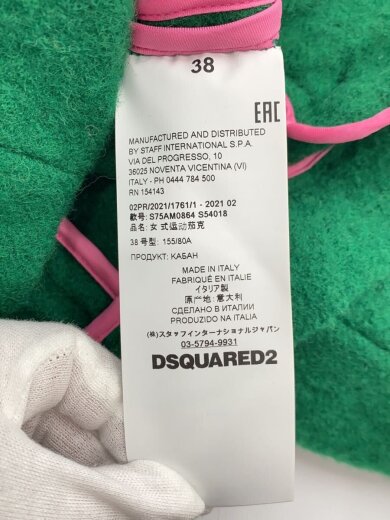 38
EAC
MANUFACTURED AND DISTRIBUTED
BY STAFF INTERNATIONAL S.P.A.
VIA DEL PROGRESSO, 10
36025 NOVENTA VICENTINA (VI)
ITALY - PH 0444 784 500
RN 154143
02PR/2021/1761/1 - 2021 02
款号: S75AM0864 S54018
品名: 女式运动茄克
38 号型: 155/80A
ПРОДУКТ: КАБАН
MADE IN ITALY
FABRIQUÉ EN ITALIE
イタリア製
原产地: 意大利
СДЕЛАНО В ИТАЛИИ
PRODUZIDO NA ITALIA
(株)スタッフインターナショナルジャパン
03-5794-9931
DSQUARED2